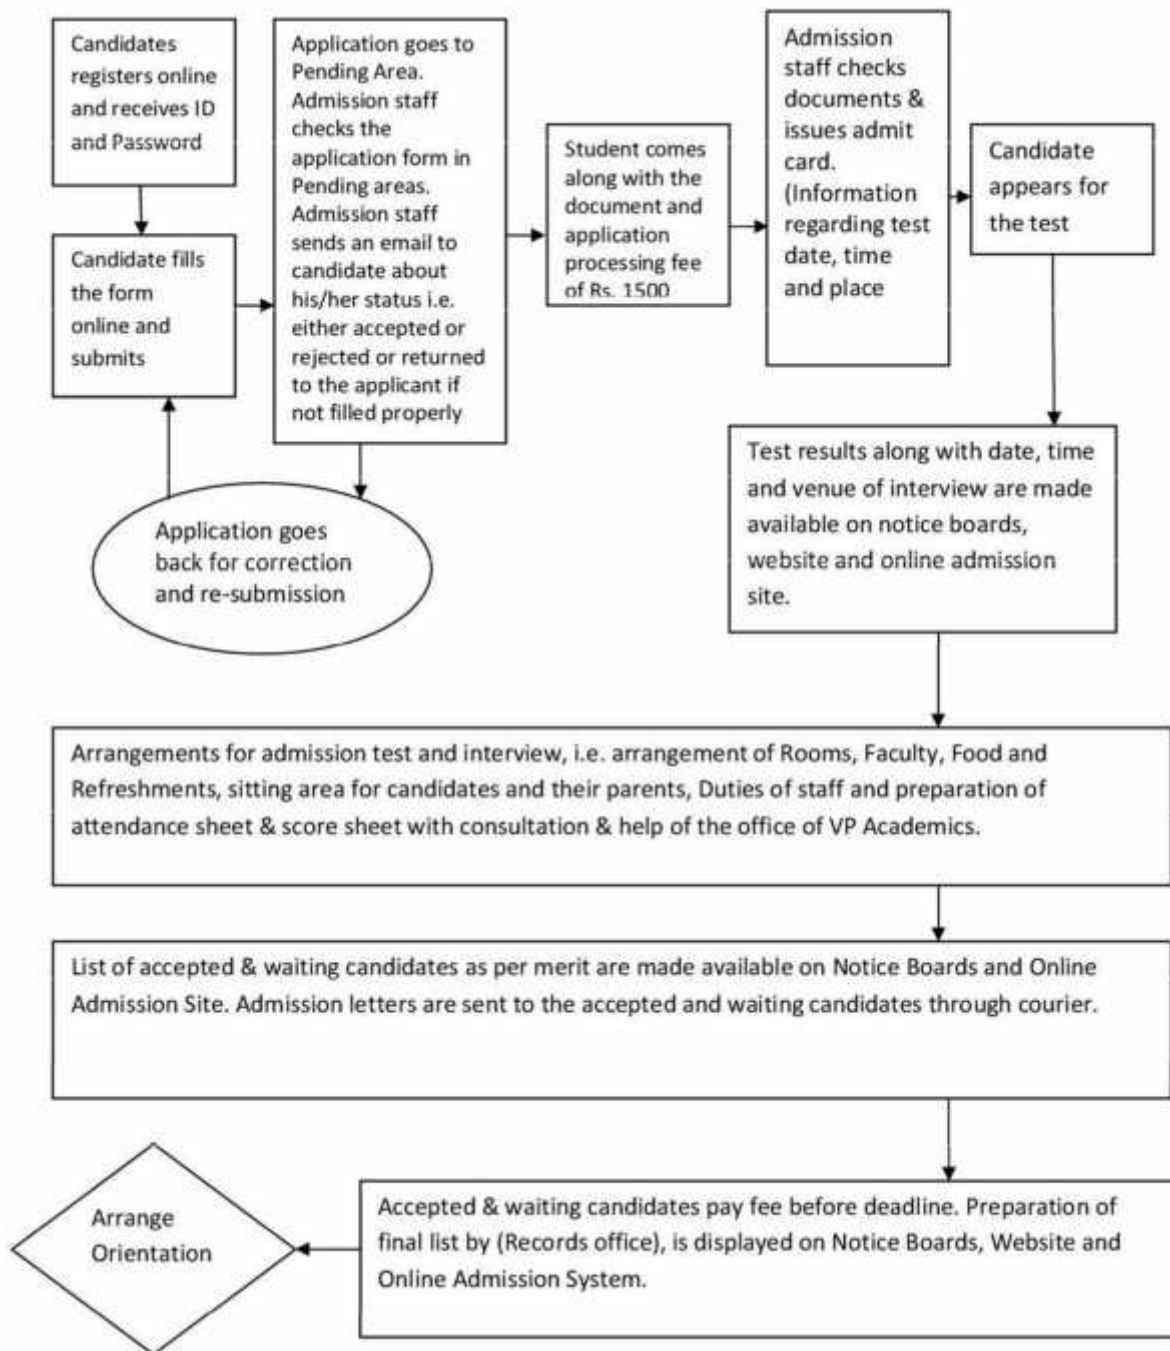 Candidates
registers online
and receives ID
and Password
Candidate fills
the form
online and
submits
Application goes to
Pending Area.
Admission staff
checks the
application form in
Pending areas.
Admission staff
sends an email to
candidate about
his/her status i.e.
either accepted or
rejected or returned
to the applicant if
not filled properly
Application goes
back for correction
and re-submission
Student comes
along with the
document and
application
processing fee
of Rs. 1500
Admission
staff checks
documents &
issues admit
card.
(Information
regarding test
date, time
and place
Candidate
appears for
the test
Test results along with date, time
and venue of interview are made
available on notice boards,
website and online admission
site.
Arrangements for admission test and interview, i.e. arrangement of Rooms, Faculty, Food and
Refreshments, sitting area for candidates and their parents, Duties of staff and preparation of
attendance sheet & score sheet with consultation & help of the office of VP Academics.
List of accepted & waiting candidates as per merit are made available on Notice Boards and Online
Admission Site. Admission letters are sent to the accepted and waiting candidates through courier.
Accepted & waiting candidates pay fee before deadline. Preparation of
final list by (Records office), is displayed on Notice Boards, Website and
Online Admission System.
Arrange
Orientation